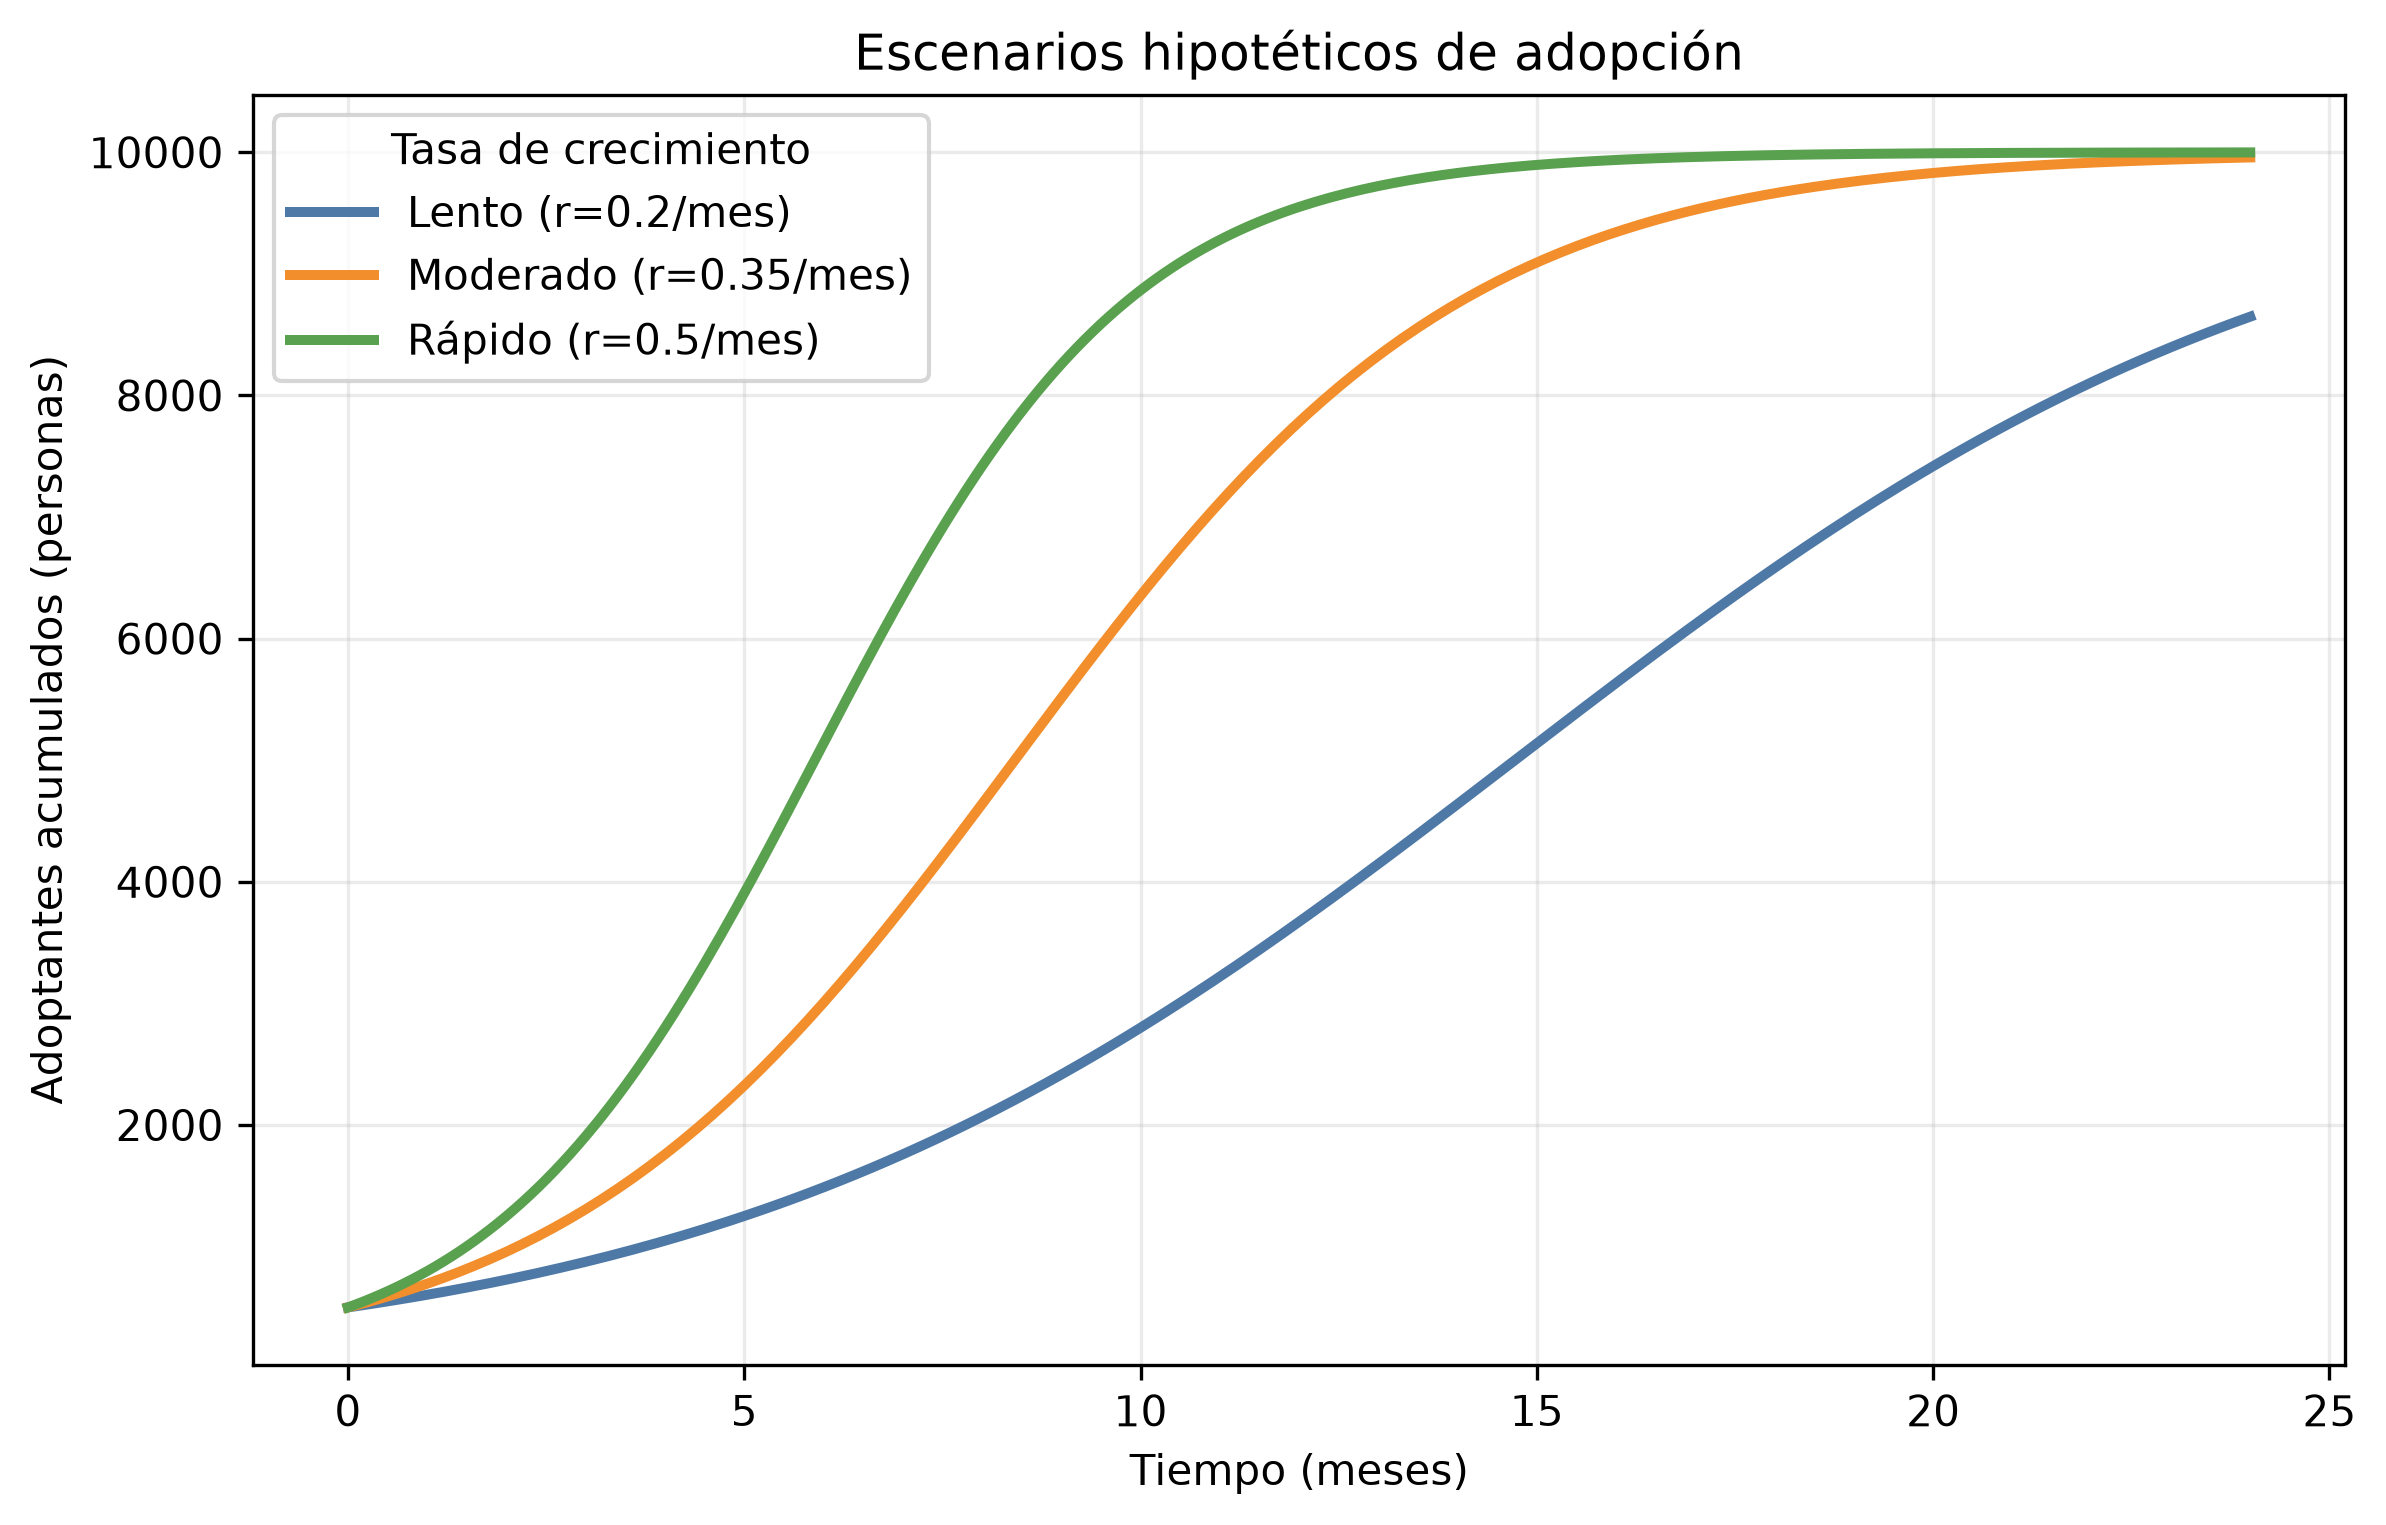 Escenarios hipotéticos de adopción
Tasa de crecimiento
Lento (r=0.2/mes)
Moderado (r=0.35/mes)
Rápido (r=0.5/mes)
Adoptantes acumulados (personas)
10000
8000
6000
4000
2000
0 5 10 15 20 25
Tiempo (meses)